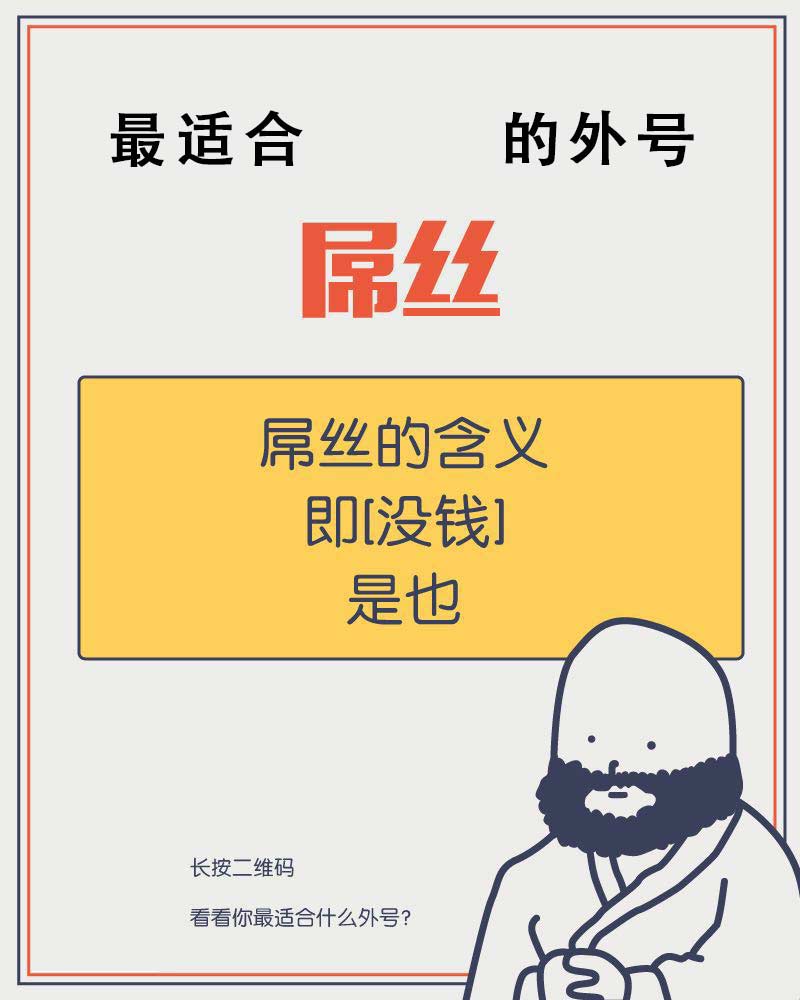 最适合 的外号
屌丝
屌丝的含义
即[没钱]
是也
长按二维码
看看你最适合什么外号?